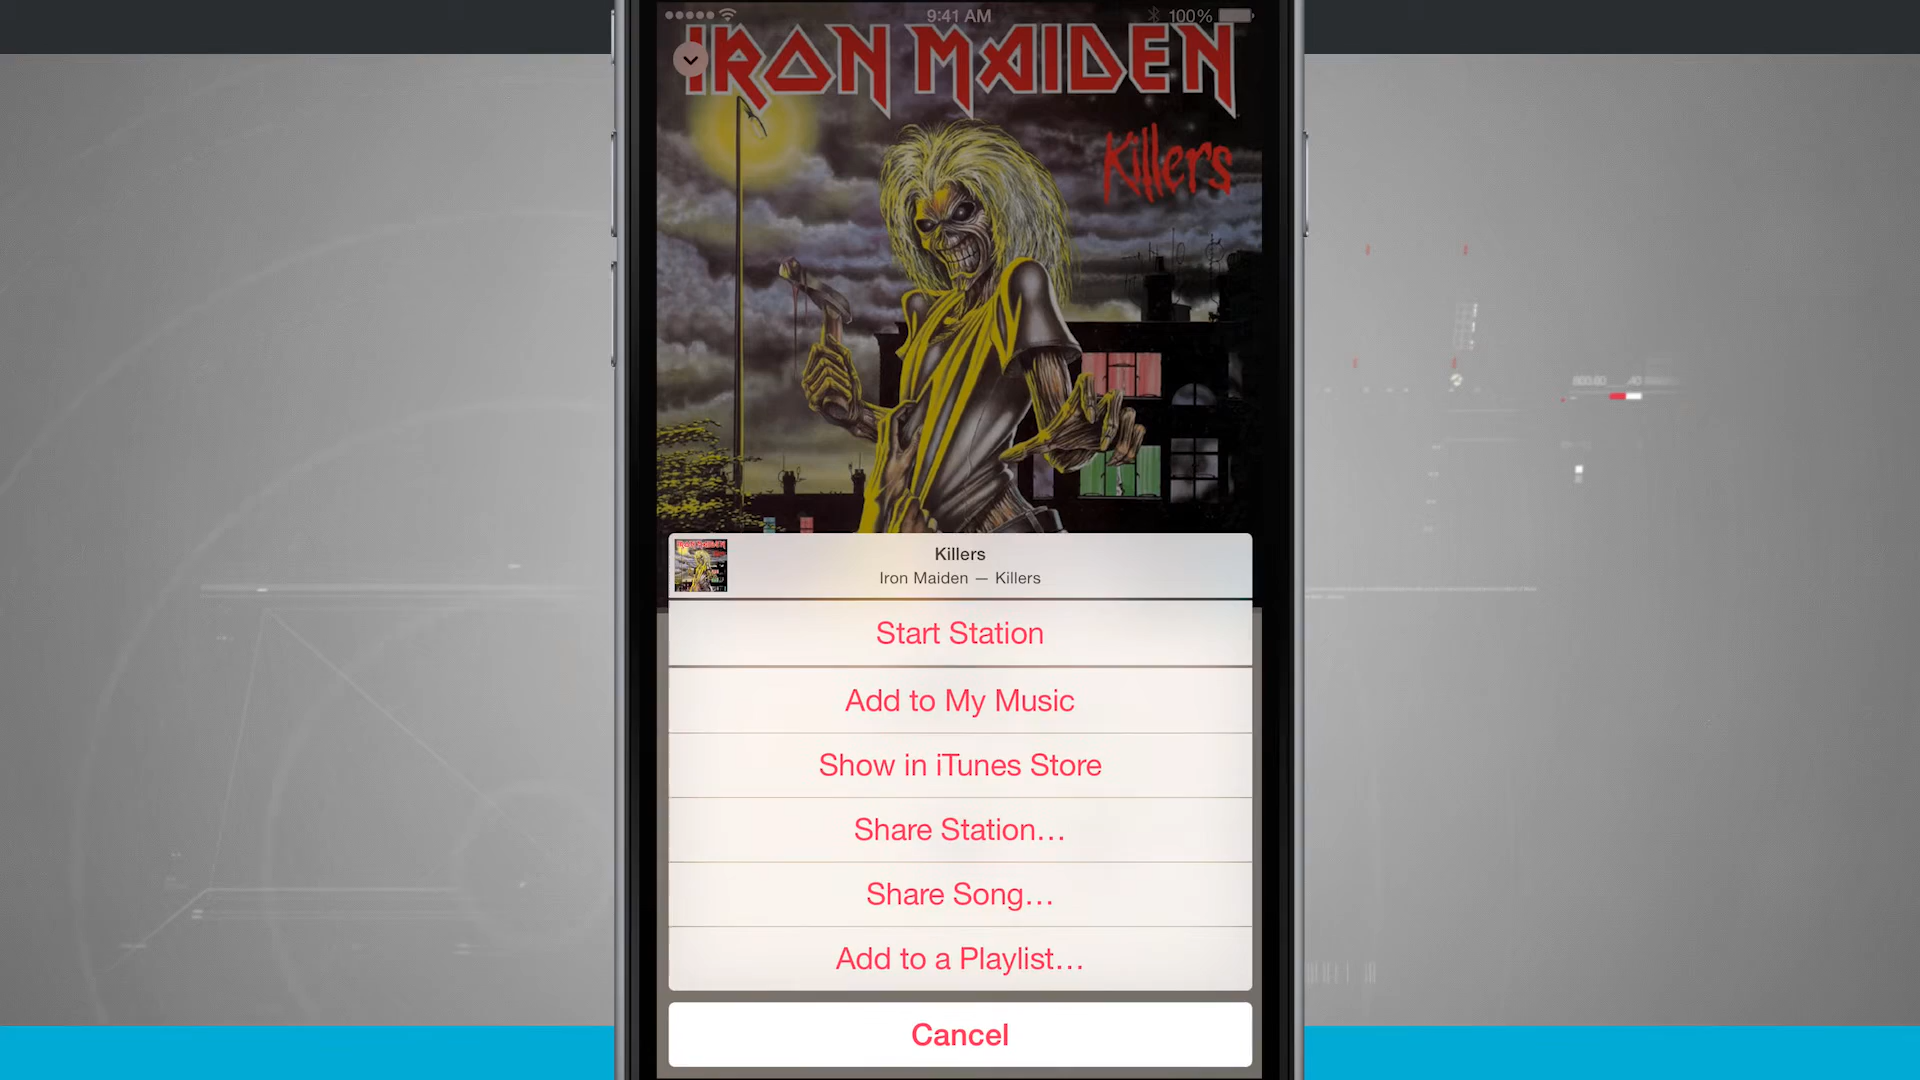 9:41 AM
100%
IRON MAIDEN
Killers
Killers
Iron Maiden — Killers
Start Station
Add to My Music
Show in iTunes Store
Share Station...
Share Song...
Add to a Playlist...
Cancel